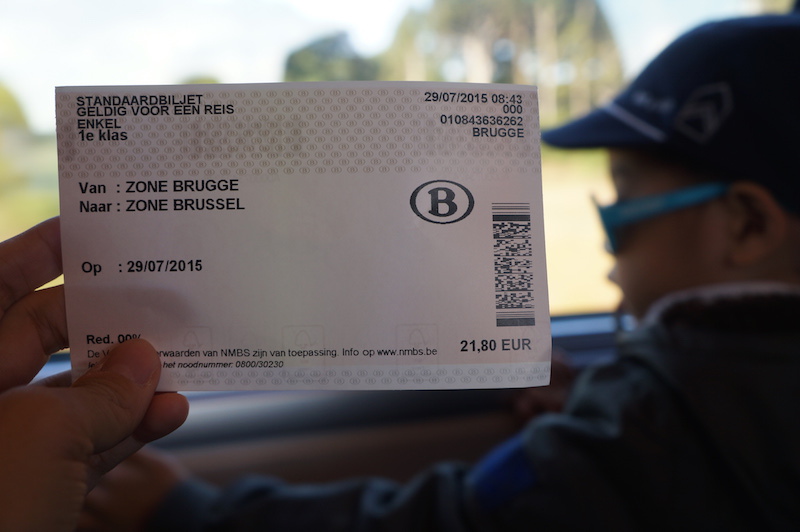 STANDAARDBILJET
GELDIG VOOR EEN REIS
ENKEL
1e klas
29/07/2015 08:43
000
010843636262
BRUGGE
Van : ZONE BRUGGE
Naar : ZONE BRUSSEL
B
Op : 29/07/2015
21,80 EUR
Red. 00%
De van NMBS zijn van toepassing. Info op www.nmbs.be
het noodnummer: 0800/30230